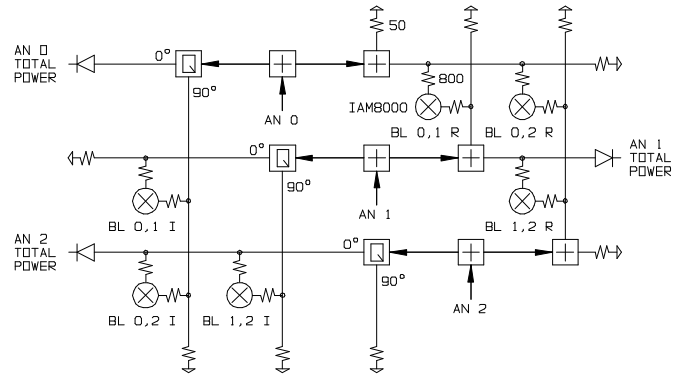 50
AN 0
TOTAL
POWER
0°
90°
AN 0
800
IAM8000
BL 0,1 R
BL 0,2 R
0°
90°
AN 1
AN 1
TOTAL
POWER
BL 0,1 I
BL 1,2 R
AN 2
TOTAL
POWER
0°
90°
AN 2
BL 0,2 I
BL 1,2 I